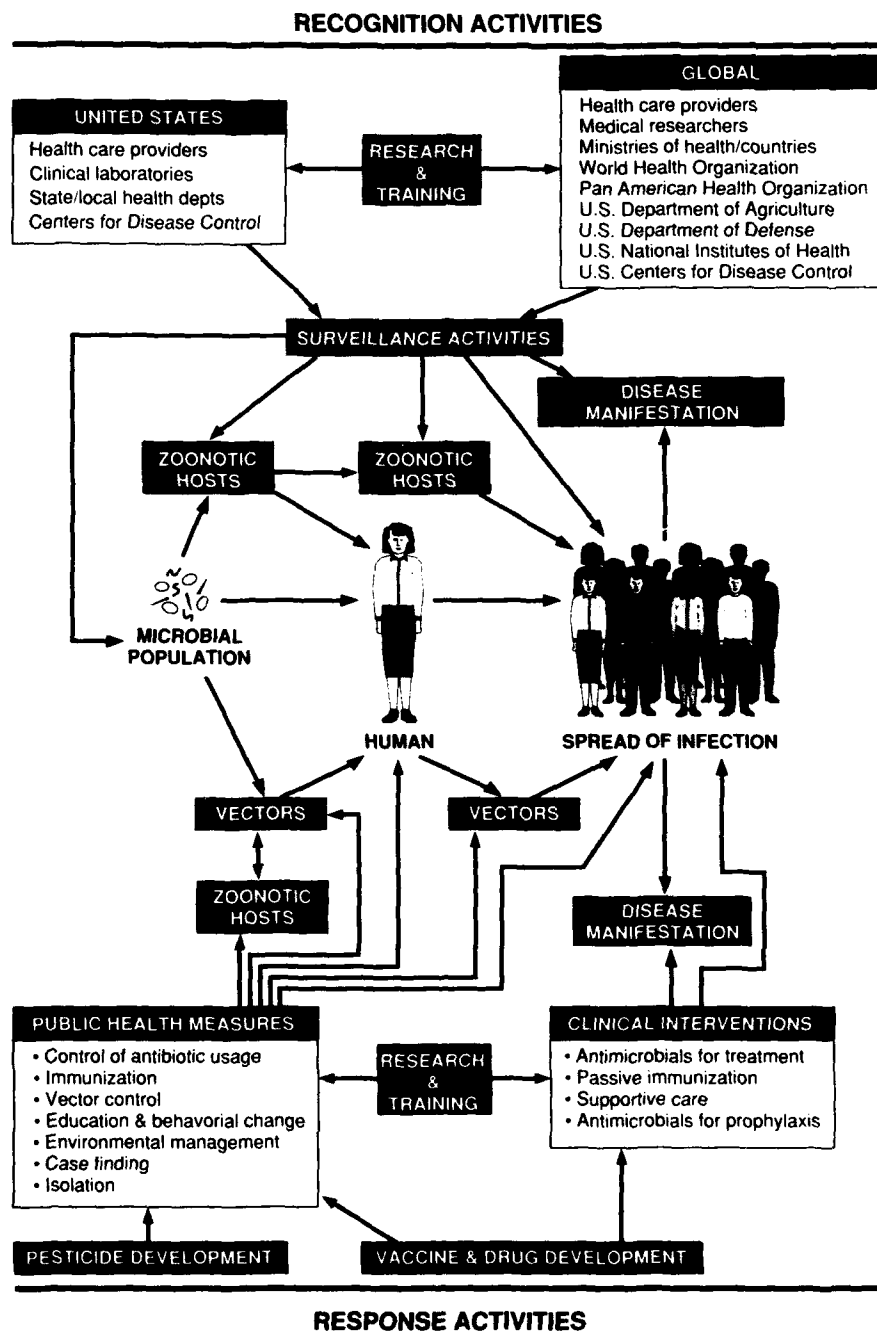 RECOGNITION ACTIVITIES
UNITED STATES
Health care providers
Clinical laboratories
State/local health depts
Centers for Disease Control
RESEARCH
&
TRAINING
GLOBAL
Health care providers
Medical researchers
Ministries of health/countries
World Health Organization
Pan American Health Organization
U.S. Department of Agriculture
U.S. Department of Defense
U.S. National Institutes of Health
U.S. Centers for Disease Control
SURVEILLANCE ACTIVITIES
DISEASE
MANIFESTATION
ZOONOTIC
HOSTS
ZOONOTIC
HOSTS
MICROBIAL
POPULATION
HUMAN
SPREAD OF INFECTION
VECTORS
VECTORS
ZOONOTIC
HOSTS
DISEASE
MANIFESTATION
PUBLIC HEALTH MEASURES
• Control of antibiotic usage
• Immunization
• Vector control
• Education & behavorial change
• Environmental management
• Case finding
• Isolation
RESEARCH
&
TRAINING
CLINICAL INTERVENTIONS
• Antimicrobials for treatment
• Passive immunization
• Supportive care
• Antimicrobials for prophylaxis
PESTICIDE DEVELOPMENT
VACCINE & DRUG DEVELOPMENT
RESPONSE ACTIVITIES